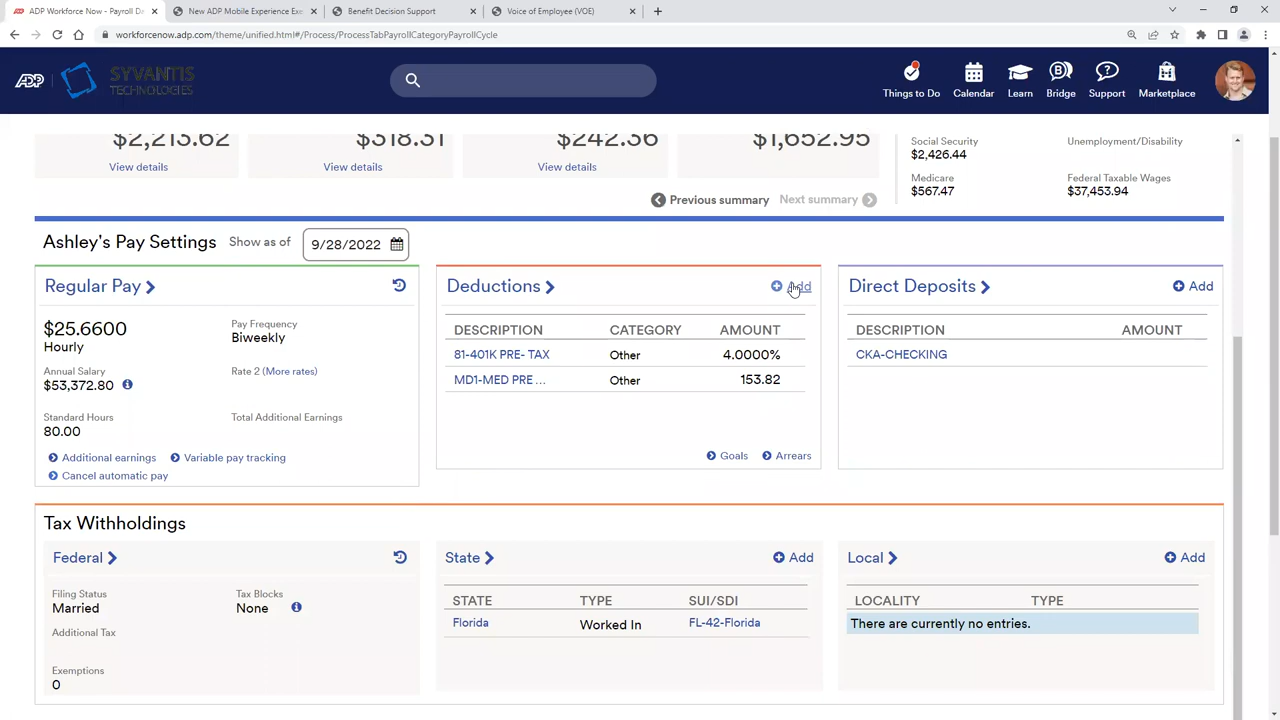 ADP Workforce Now - Payroll Da
New ADP Mobile Experience Exe
Benefit Decision Support
Voice of Employee (VOE)
workforcenow.adp.com/theme/unified.html#/Process/ProcessTabPayrollCategoryPayrollCycle
ADP
SYVANTIS
TECHNOLOGIES
Things to Do
Calendar
Learn
Bridge
Support
Marketplace
$2,213.62
$318.31
$242.36
$1,652.95
View details
View details
View details
Social Security
$2,426.44
Unemployment/Disability
Medicare
$567.47
Federal Taxable Wages
$37,453.94
Previous summary
Next summary
Ashley's Pay Settings
Show as of
9/28/2022
Regular Pay
$25.6600
Hourly
Pay Frequency
Biweekly
Annual Salary
$53,372.80
Rate 2 (More rates)
Standard Hours
80.00
Total Additional Earnings
Additional earnings
Variable pay tracking
Cancel automatic pay
Deductions
Add
DESCRIPTION CATEGORY AMOUNT
81-401K PRE- TAX Other 4.0000%
MD1-MED PRE ... Other 153.82
Goals
Arrears
Direct Deposits
Add
DESCRIPTION AMOUNT
CKA-CHECKING
Tax Withholdings
Federal
Filing Status
Married
Tax Blocks
None
Additional Tax
Exemptions
0
State
Add
STATE TYPE SUI/SDI
Florida Worked In FL-42-Florida
Local
Add
LOCALITY TYPE
There are currently no entries.